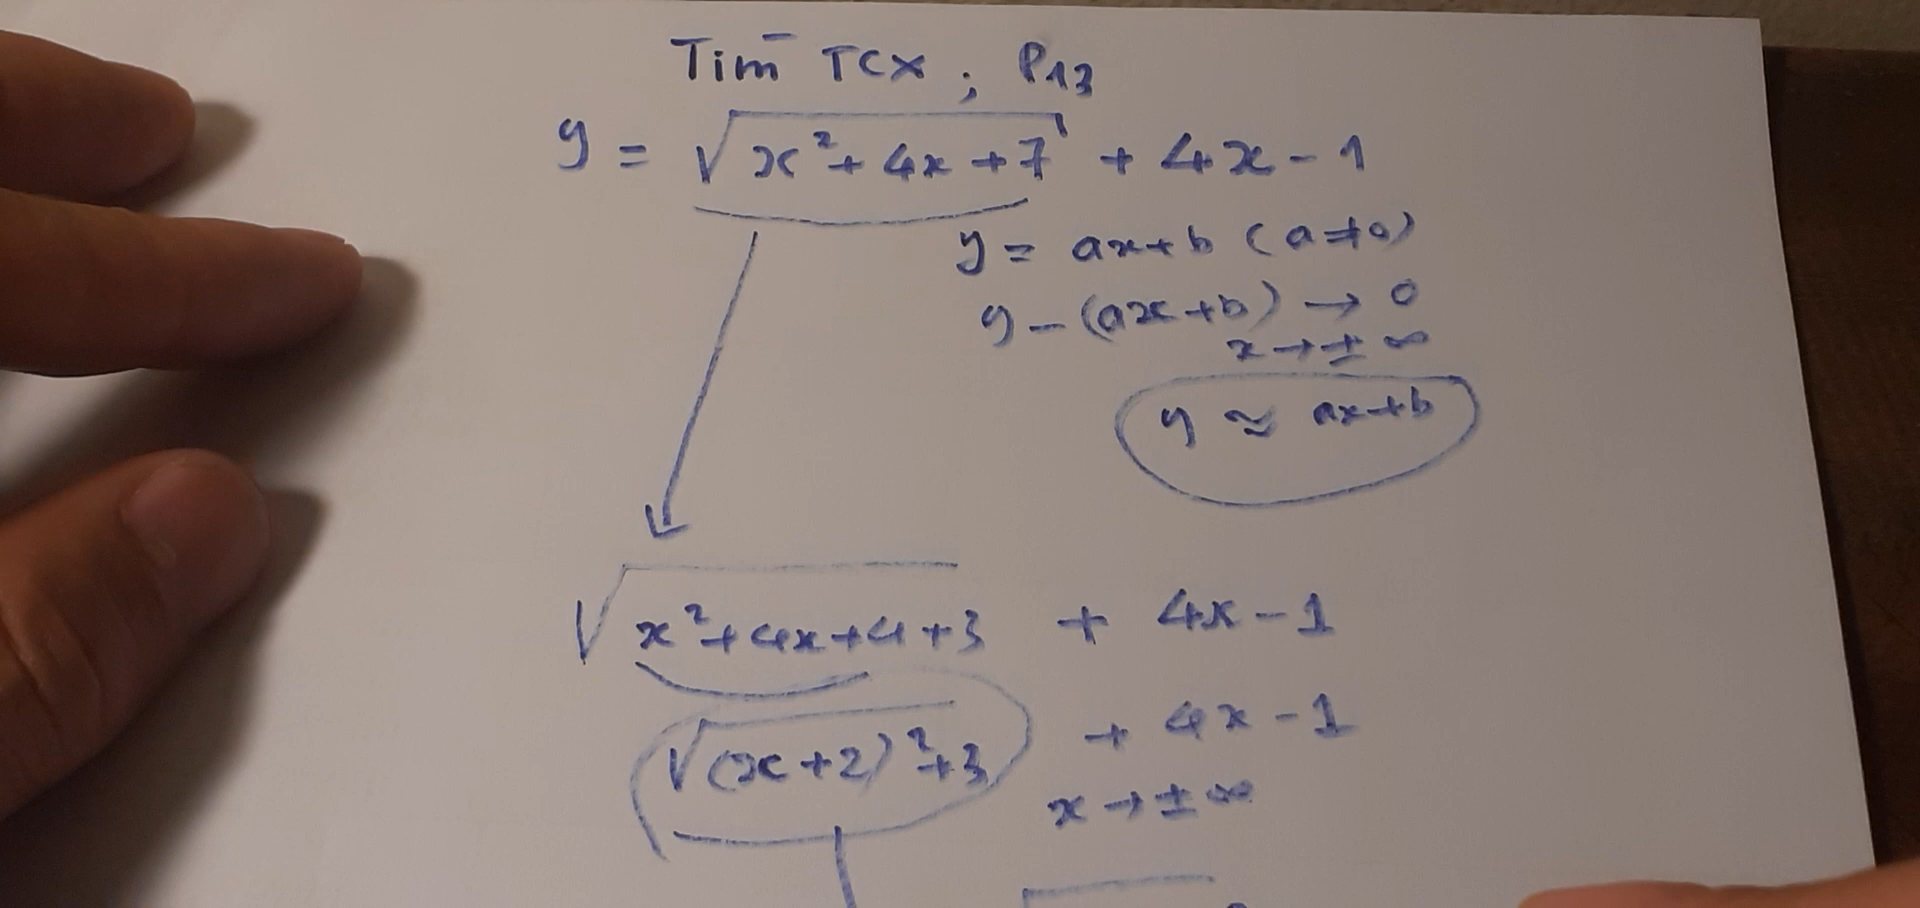 Tim TCX ; P13
y = √x²+4x+7 + 4x-1
y = ax+b (a≠0)
y-(ax+b) → 0
x→±∞
y ≃ ax+b
√x²+4x+4+3 + 4x-1
√(x+2)²+3 + 4x-1
x→±∞